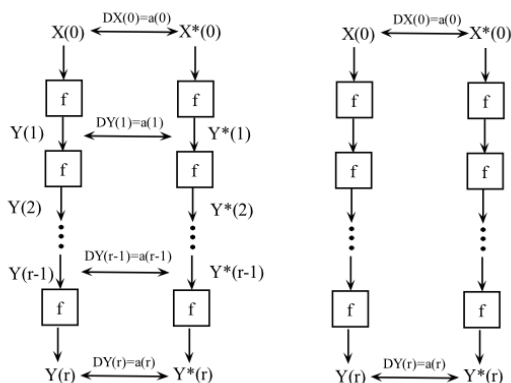 DX(0)=a(0)
X(0) X*(0)
f f
Y(1) DY(1)=a(1) Y*(1)
f f
Y(2) Y*(2)
Y(r-1) DY(r-1)=a(r-1) Y*(r-1)
f f
Y(r) DY(r)=a(r) Y*(r)
DX(0)=a(0)
X(0) X*(0)
f f
f f
f f
Y(r) DY(r)=a(r) Y*(r)